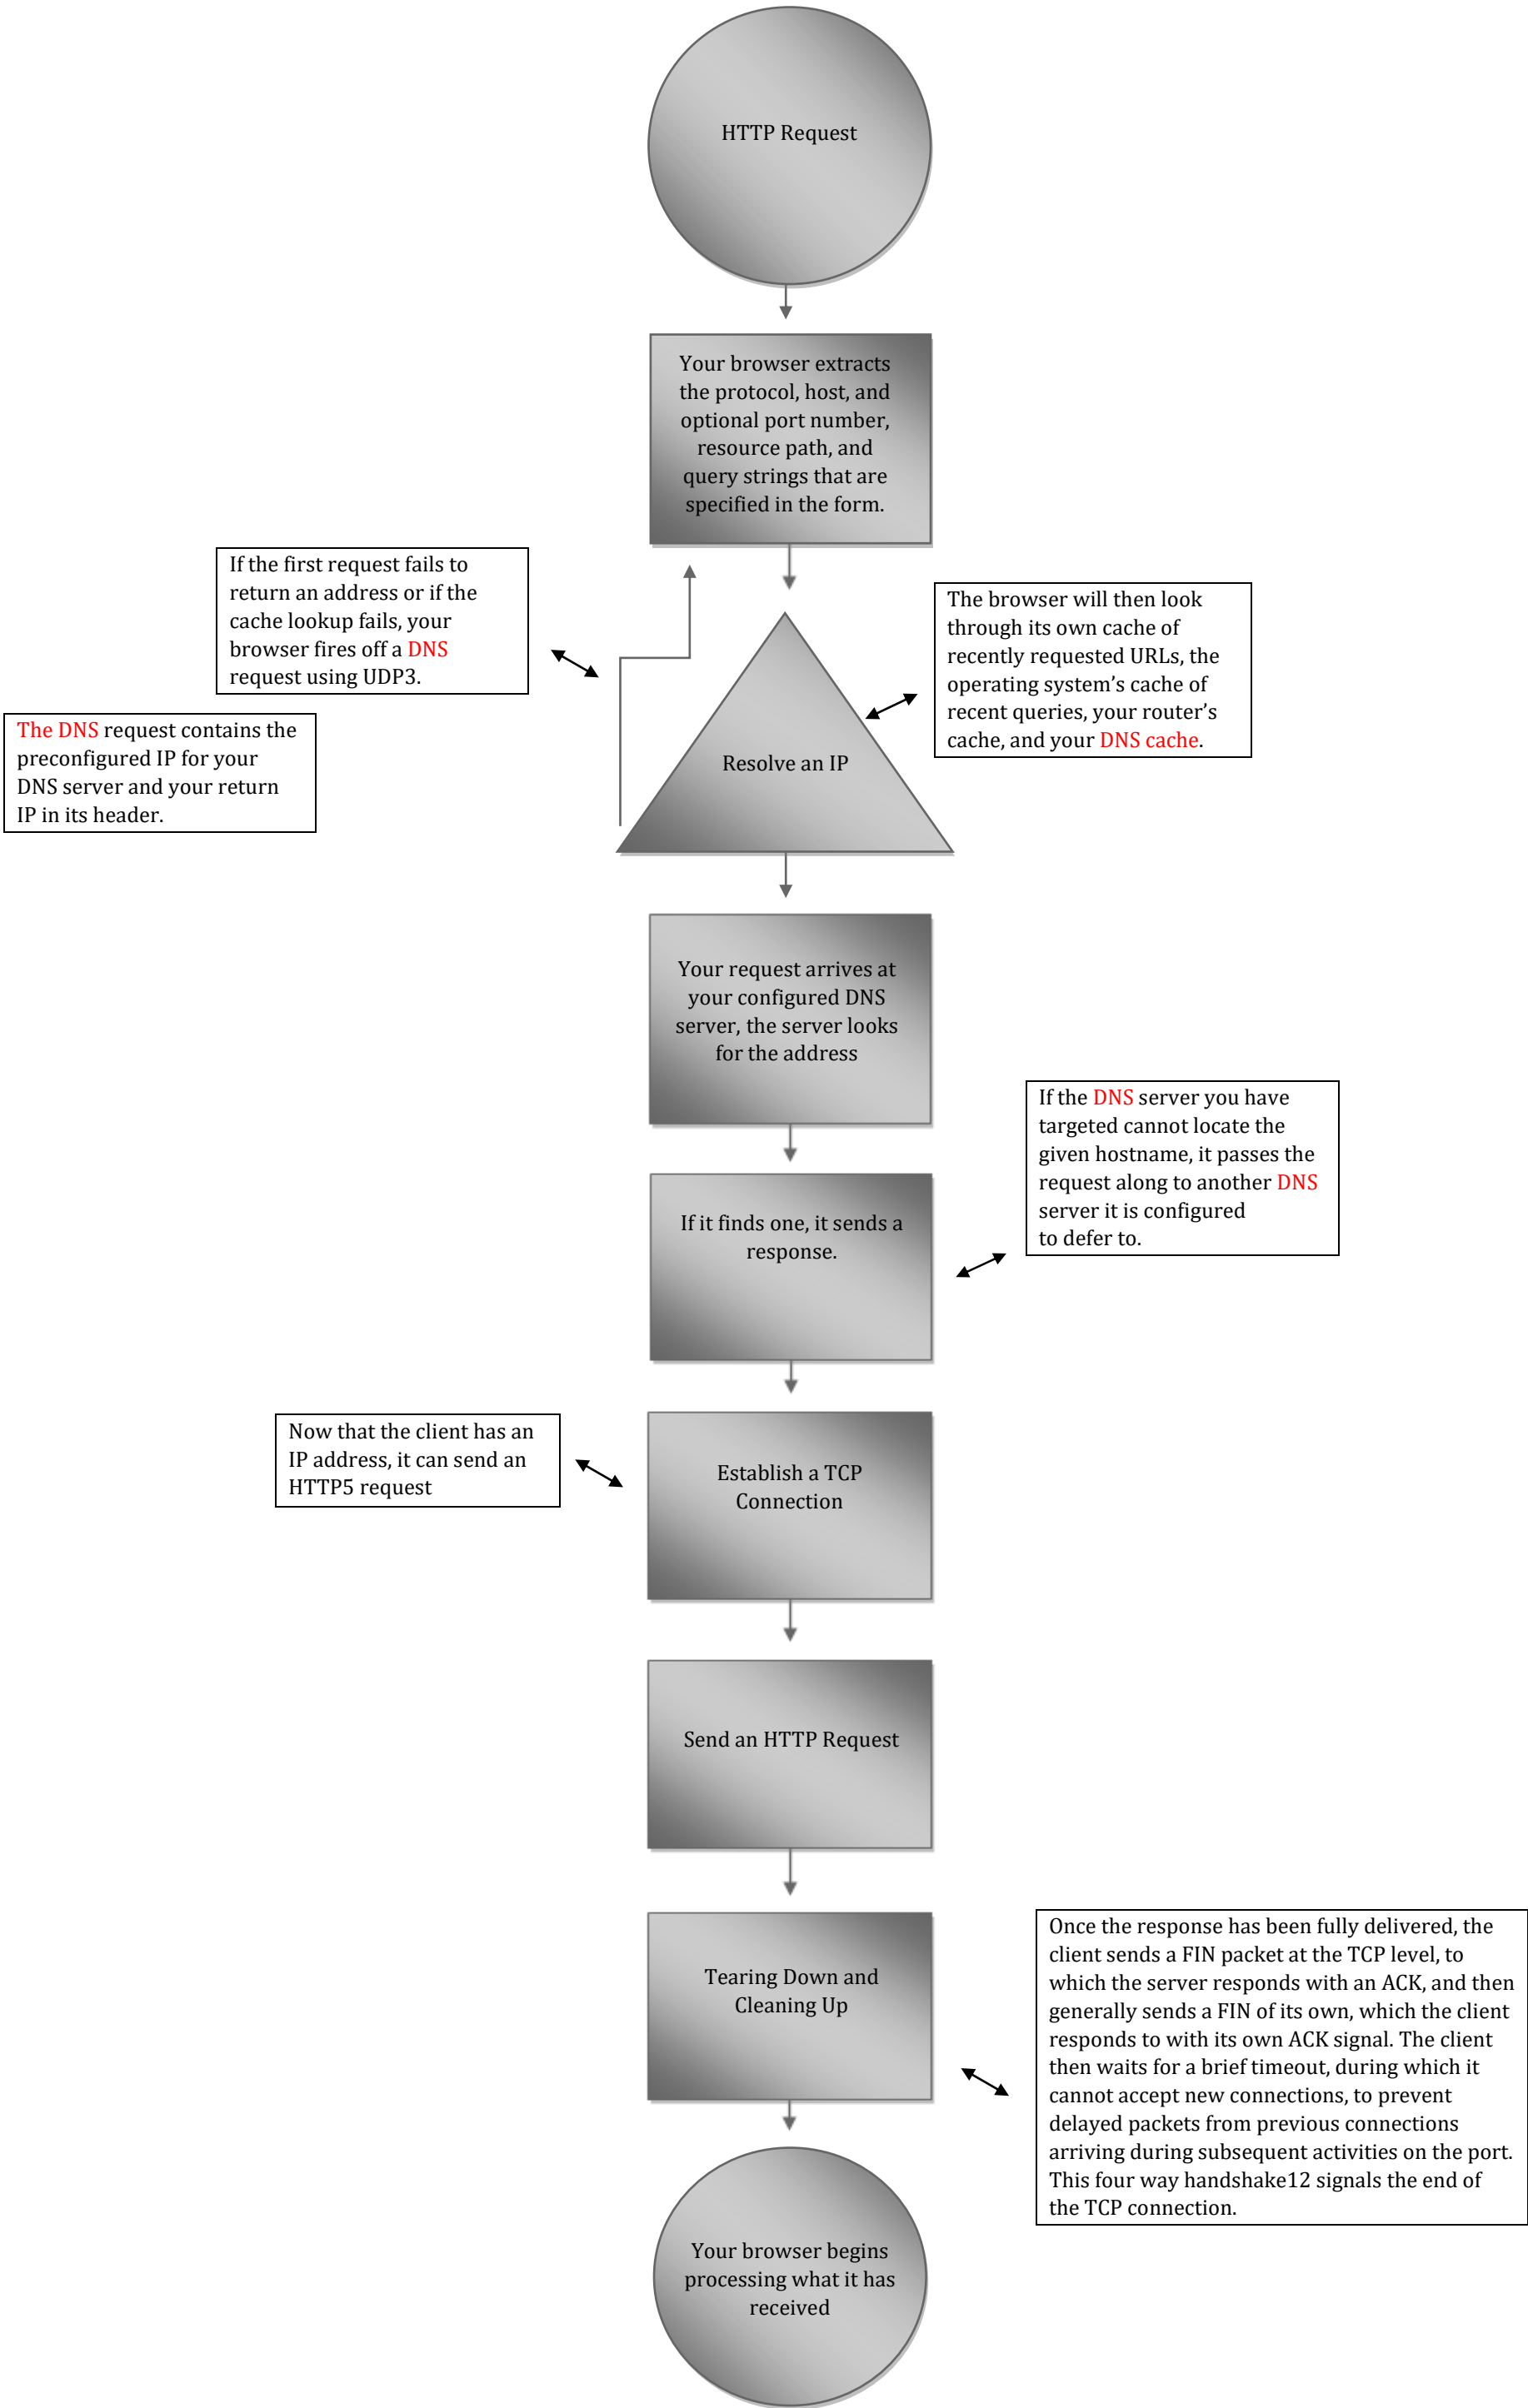 HTTP Request
Your browser extracts
the protocol, host, and
optional port number,
resource path, and
query strings that are
specified in the form.
If the first request fails to
return an address or if the
cache lookup fails, your
browser fires off a DNS
request using UDP3.
The browser will then look
through its own cache of
recently requested URLs, the
operating system’s cache of
recent queries, your router’s
cache, and your DNS cache.
The DNS request contains the
preconfigured IP for your
DNS server and your return
IP in its header.
Resolve an IP
Your request arrives at
your configured DNS
server, the server looks
for the address
If the DNS server you have
targeted cannot locate the
given hostname, it passes the
request along to another DNS
server it is configured
to defer to.
If it finds one, it sends a
response.
Now that the client has an
IP address, it can send an
HTTP5 request
Establish a TCP
Connection
Send an HTTP Request
Tearing Down and
Cleaning Up
Once the response has been fully delivered, the
client sends a FIN packet at the TCP level, to
which the server responds with an ACK, and then
generally sends a FIN of its own, which the client
responds to with its own ACK signal. The client
then waits for a brief timeout, during which it
cannot accept new connections, to prevent
delayed packets from previous connections
arriving during subsequent activities on the port.
This four way handshake12 signals the end of
the TCP connection.
Your browser begins
processing what it has
received